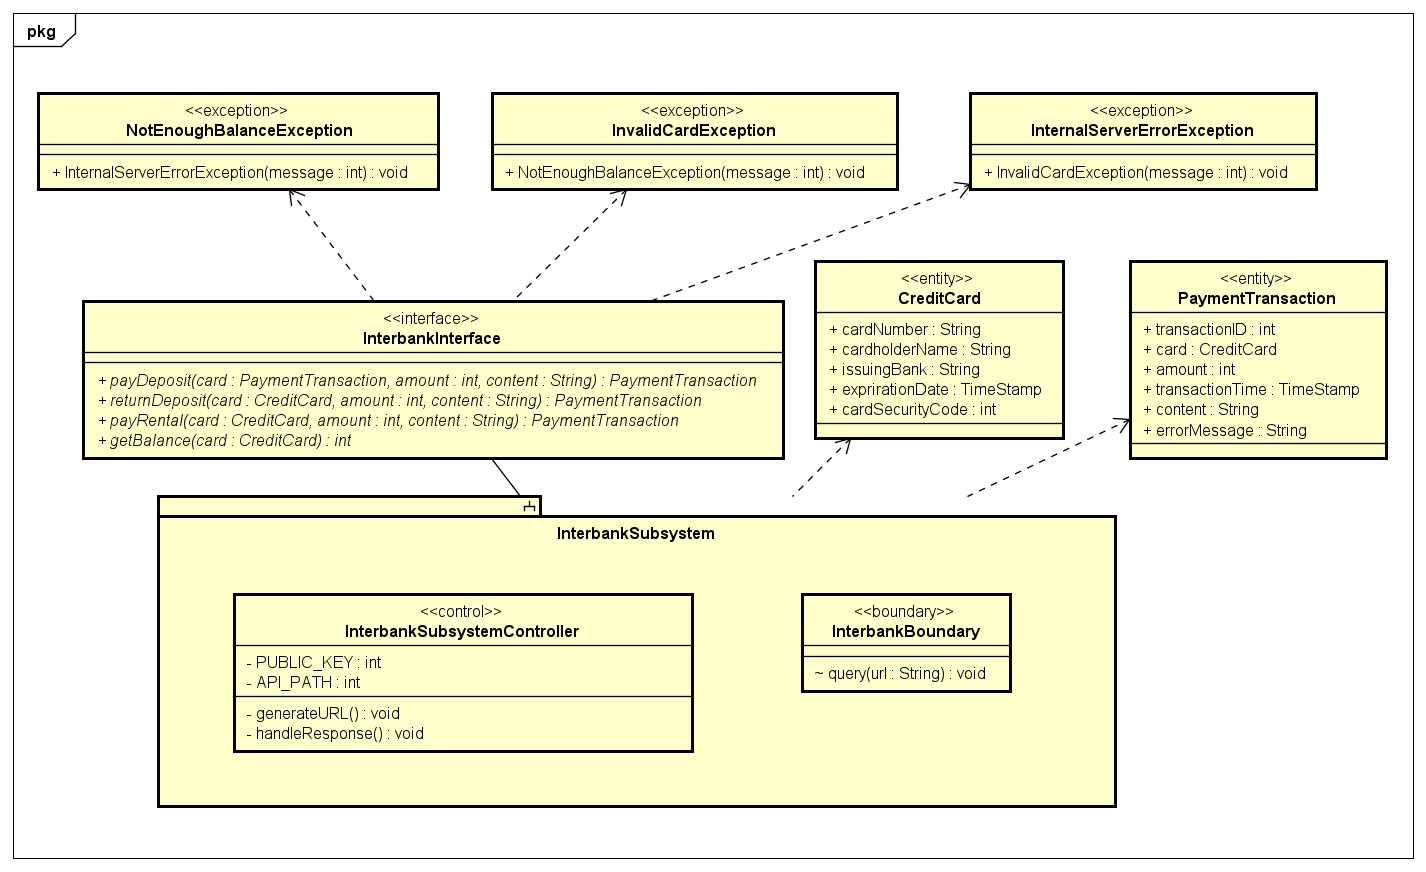 pkg
<<exception>>
NotEnoughBalanceException
+ InternalServerErrorException(message : int) : void
<<exception>>
InvalidCardException
+ NotEnoughBalanceException(message : int) : void
<<exception>>
InternalServerErrorException
+ InvalidCardException(message : int) : void
<<interface>>
InterbankInterface
+ payDeposit(card : PaymentTransaction, amount : int, content : String) : PaymentTransaction
+ returnDeposit(card : CreditCard, amount : int, content : String) : PaymentTransaction
+ payRental(card : CreditCard, amount : int, content : String) : PaymentTransaction
+ getBalance(card : CreditCard) : int
<<entity>>
CreditCard
+ cardNumber : String
+ cardholderName : String
+ issuingBank : String
+ exprirationDate : TimeStamp
+ cardSecurityCode : int
<<entity>>
PaymentTransaction
+ transactionID : int
+ card : CreditCard
+ amount : int
+ transactionTime : TimeStamp
+ content : String
+ errorMessage : String
InterbankSubsystem
<<control>>
InterbankSubsystemController
- PUBLIC_KEY : int
- API_PATH : int
- generateURL() : void
- handleResponse() : void
<<boundary>>
InterbankBoundary
~ query(url : String) : void